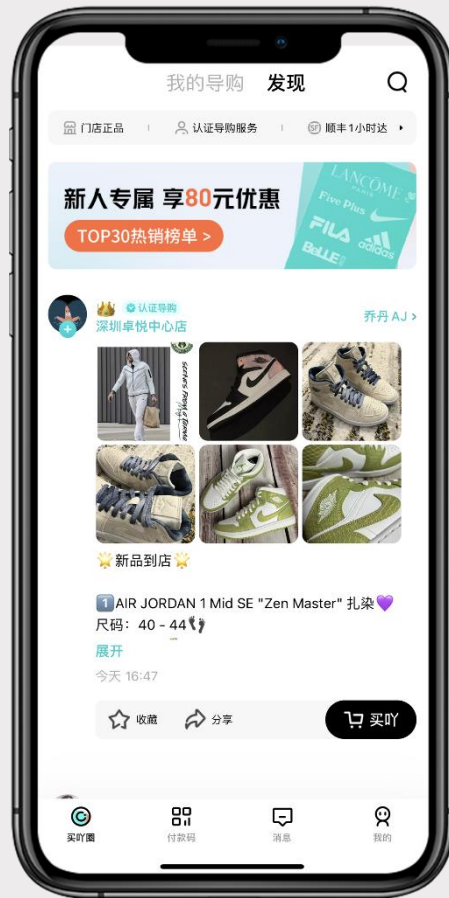 我的导购 发现
门店正品 认证导购服务 顺丰1小时达
新人专属 享80元优惠
TOP30热销榜单 >
LANCÔME
PARIS
Five Plus
FILA
adidas
BeLLE
认证导购
深圳卓悦中心店
乔丹 AJ >
新品到店
1 AIR JORDAN 1 Mid SE "Zen Master" 扎染
尺码：40 - 44
展开
今天 16:47
收藏 分享 买吖
买吖圈 付款码 消息 我的